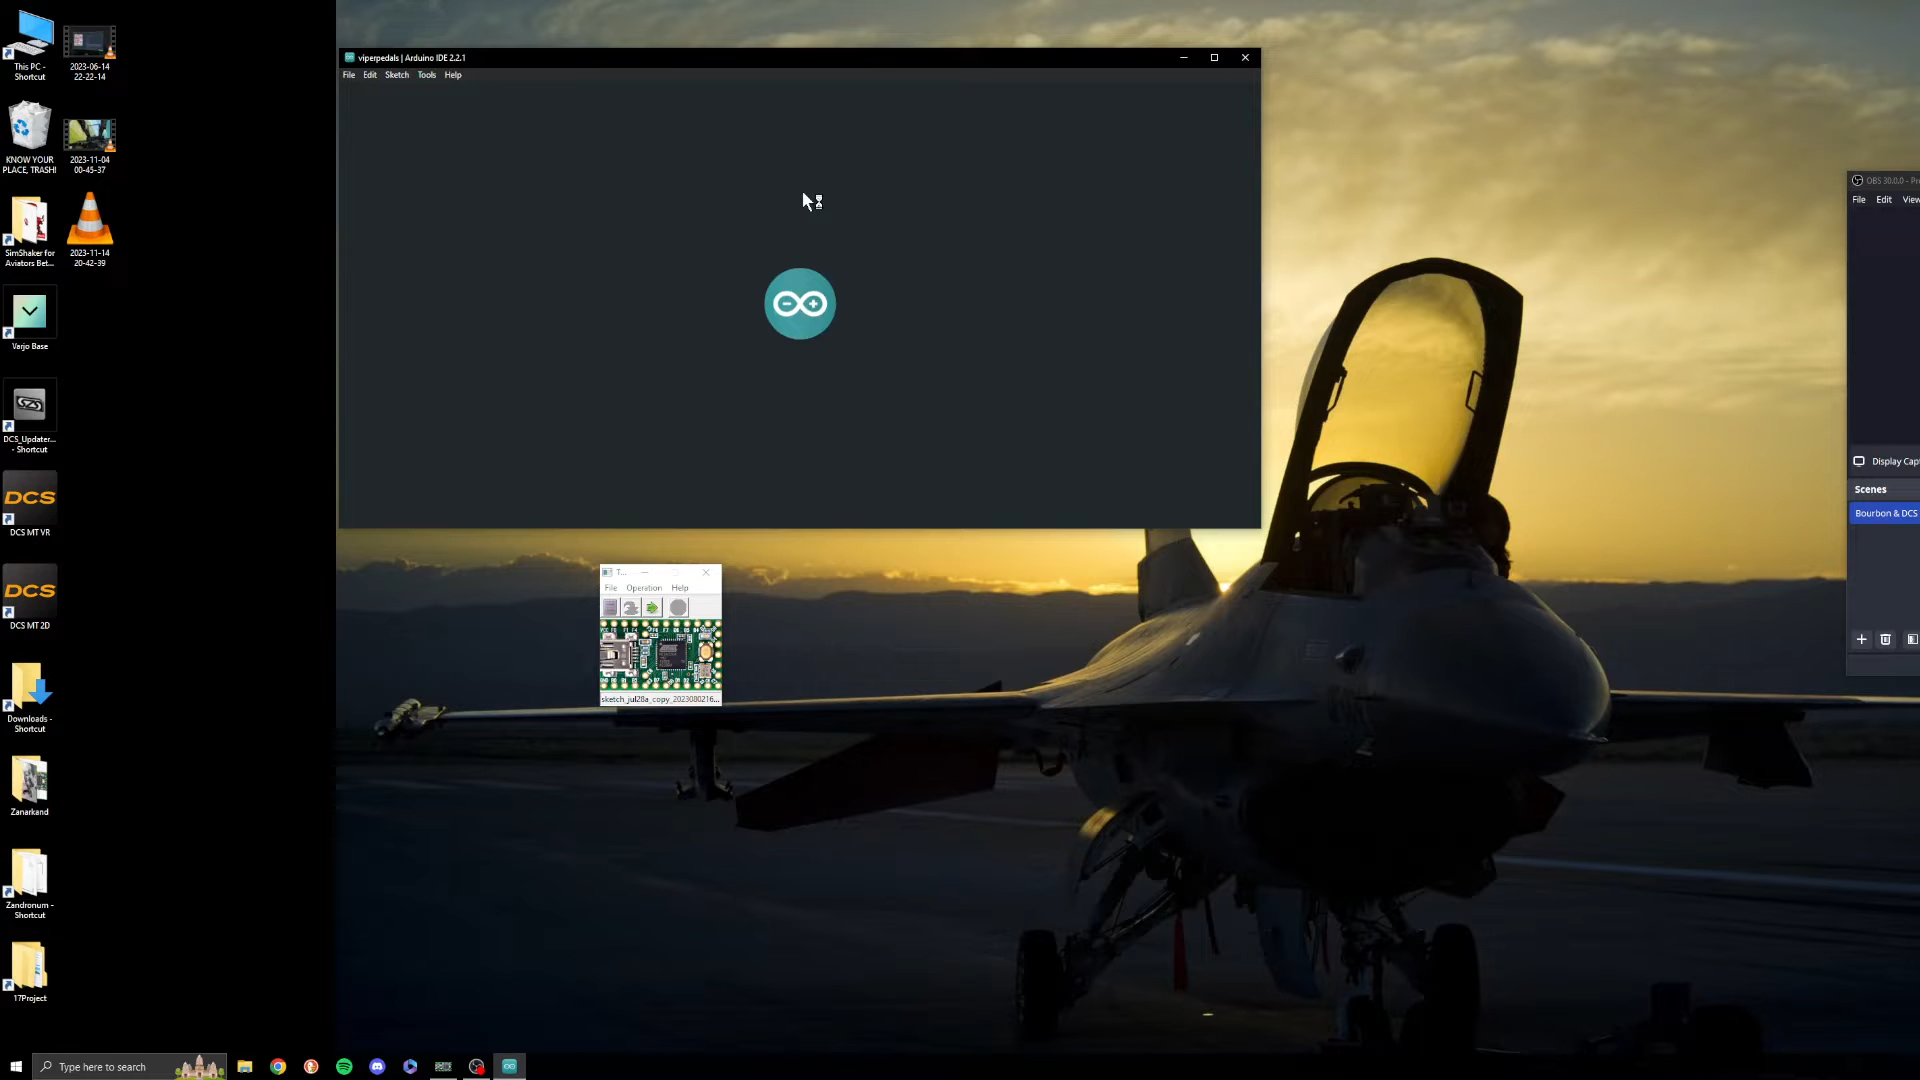 This PC -
Shortcut
2023-06-14
22-22-14
KNOW YOUR
PLACE, TRASH!
2023-11-04
00-45-37
SimShaker for
Aviators Bet...
2023-11-14
20-42-39
Varjo Base
DCS_Updater...
- Shortcut
DCS
DCS MT VR
DCS
DCS MT 2D
Downloads -
Shortcut
Zanarkand
Zandronum -
Shortcut
17Project
viperpedals | Arduino IDE 2.2.1
File Edit Sketch Tools Help
T...
File Operation Help
sketch_jul28a_copy_2023080216...
OBS 30.0.0 - Pr
File Edit View
Display Capt
Scenes
Bourbon & DCS
Type here to search